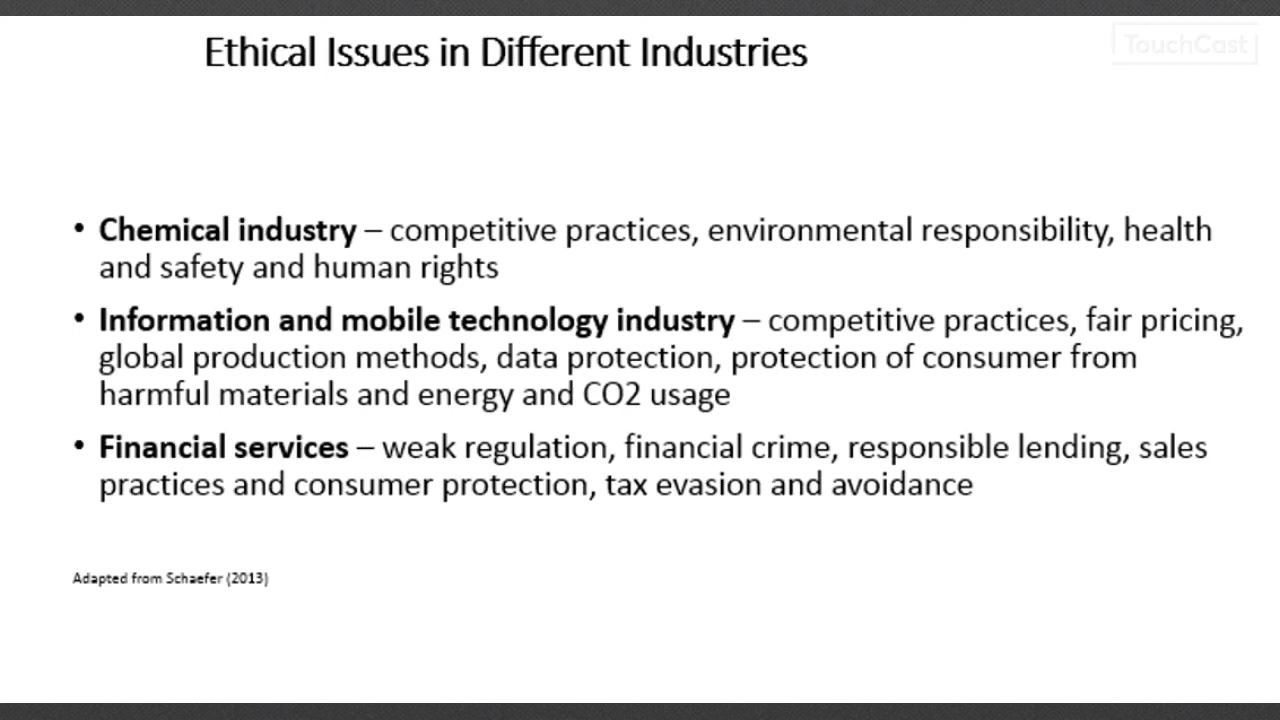 Ethical Issues in Different Industries
TouchCast
• Chemical industry – competitive practices, environmental responsibility, health
and safety and human rights
• Information and mobile technology industry – competitive practices, fair pricing,
global production methods, data protection, protection of consumer from
harmful materials and energy and CO2 usage
• Financial services – weak regulation, financial crime, responsible lending, sales
practices and consumer protection, tax evasion and avoidance
Adapted from Schaefer (2013)